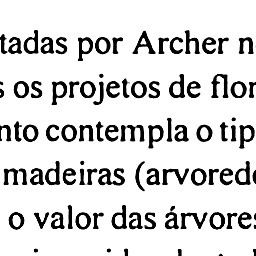 tadas por Archer n
s os projetos de flor
nto contempla o tip
madeiras (arvored
o valor das árvores